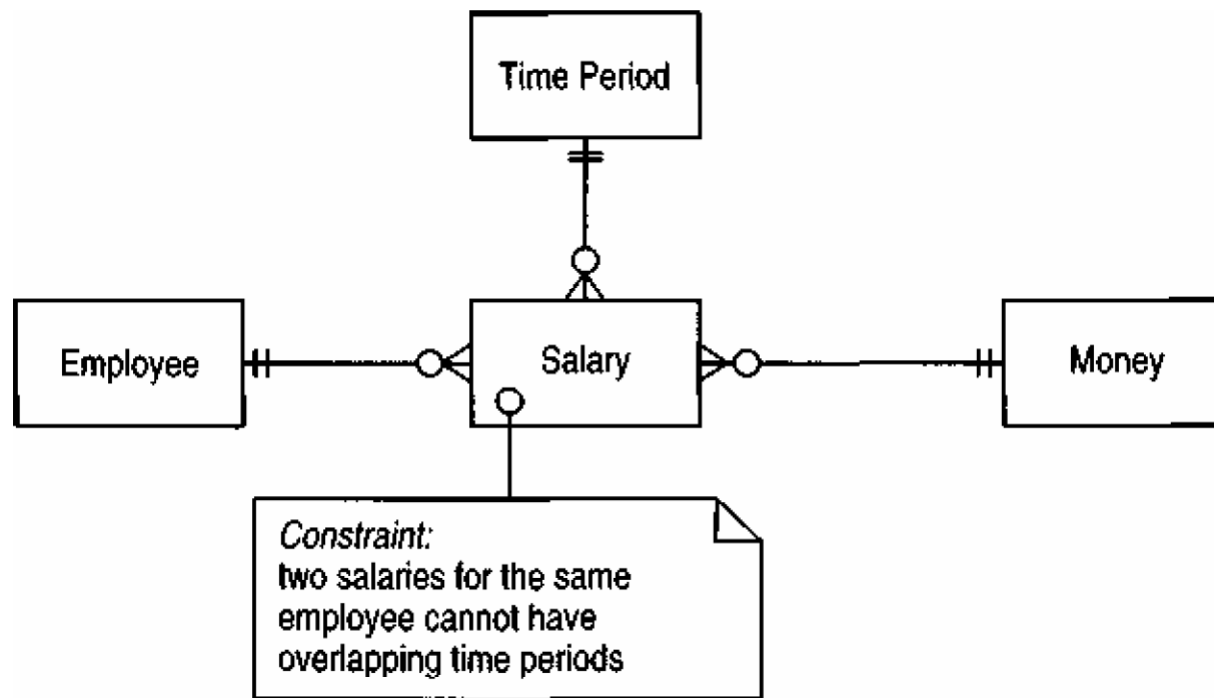 Time Period
Employee
Salary
Money
Constraint:
two salaries for the same
employee cannot have
overlapping time periods